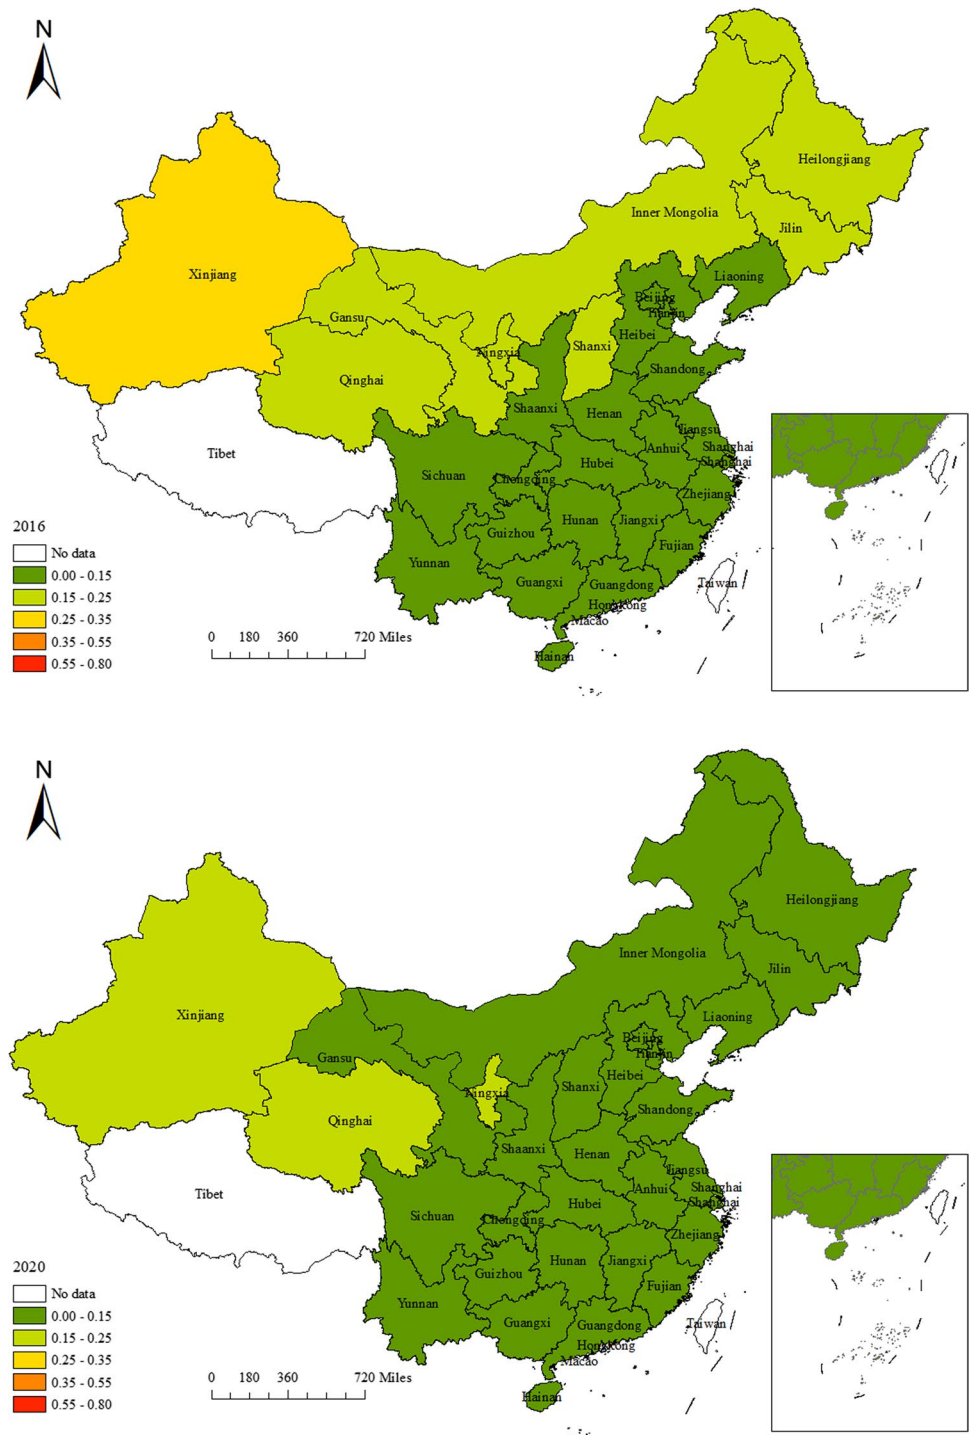 N
Heilongjiang
Inner Mongolia
Jilin
Xinjiang
Liaoning
Beijing
Tianjin
Gansu
Heibei
Shanxi
Ningxia
Shandong
Qinghai
Shaanxi
Henan
Jiangsu
Anhui
Shanghai
Tibet
Shanghai
Hubei
Sichuan
Chongqing
Zhejiang
Hunan
Jiangxi
Guizhou
Fujian
Yunnan
Guangxi
Guangdong
Taiwan
Hongkong
Macao
Hainan
2016
No data
0.00 - 0.15
0.15 - 0.25
0.25 - 0.35
0.35 - 0.55
0.55 - 0.80
0 180 360 720 Miles
N
Heilongjiang
Inner Mongolia
Jilin
Xinjiang
Liaoning
Beijing
Tianjin
Gansu
Heibei
Shanxi
Ningxia
Shandong
Qinghai
Shaanxi
Henan
Jiangsu
Anhui
Shanghai
Tibet
Shanghai
Hubei
Sichuan
Chongqing
Zhejiang
Hunan
Jiangxi
Guizhou
Fujian
Yunnan
Guangxi
Guangdong
Taiwan
Hongkong
Macao
Hainan
2020
No data
0.00 - 0.15
0.15 - 0.25
0.25 - 0.35
0.35 - 0.55
0.55 - 0.80
0 180 360 720 Miles